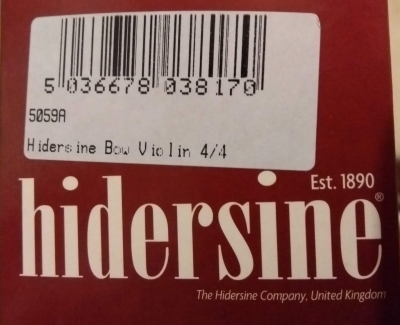 5 036678 038170
5059A
Hidersine Bow Violin 4/4
Est. 1890
hidersine®
The Hidersine Company, United Kingdom